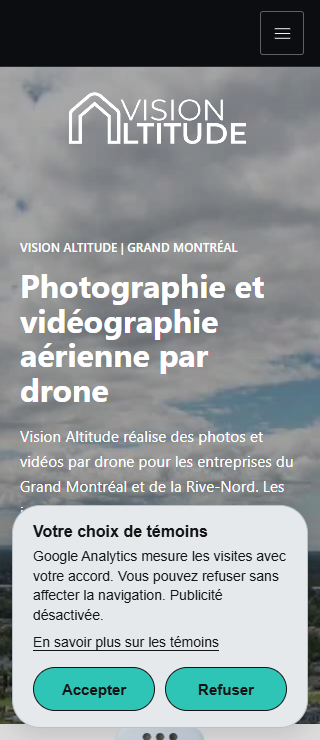 VISION
ALTITUDE
VISION ALTITUDE | GRAND MONTRÉAL
Photographie et
vidéographie
aérienne par
drone
Vision Altitude réalise des photos et
vidéos par drone pour les entreprises du
Grand Montréal et de la Rive-Nord. Les
Votre choix de témoins
Google Analytics mesure les visites avec
votre accord. Vous pouvez refuser sans
affecter la navigation. Publicité
désactivée.
En savoir plus sur les témoins
Accepter
Refuser